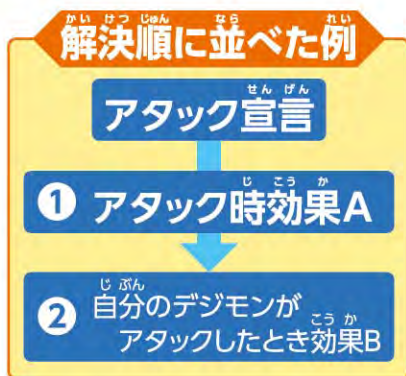 解決順に並べた例
アタック宣言
① アタック時効果A
② 自分のデジモンが
アタックしたとき効果B